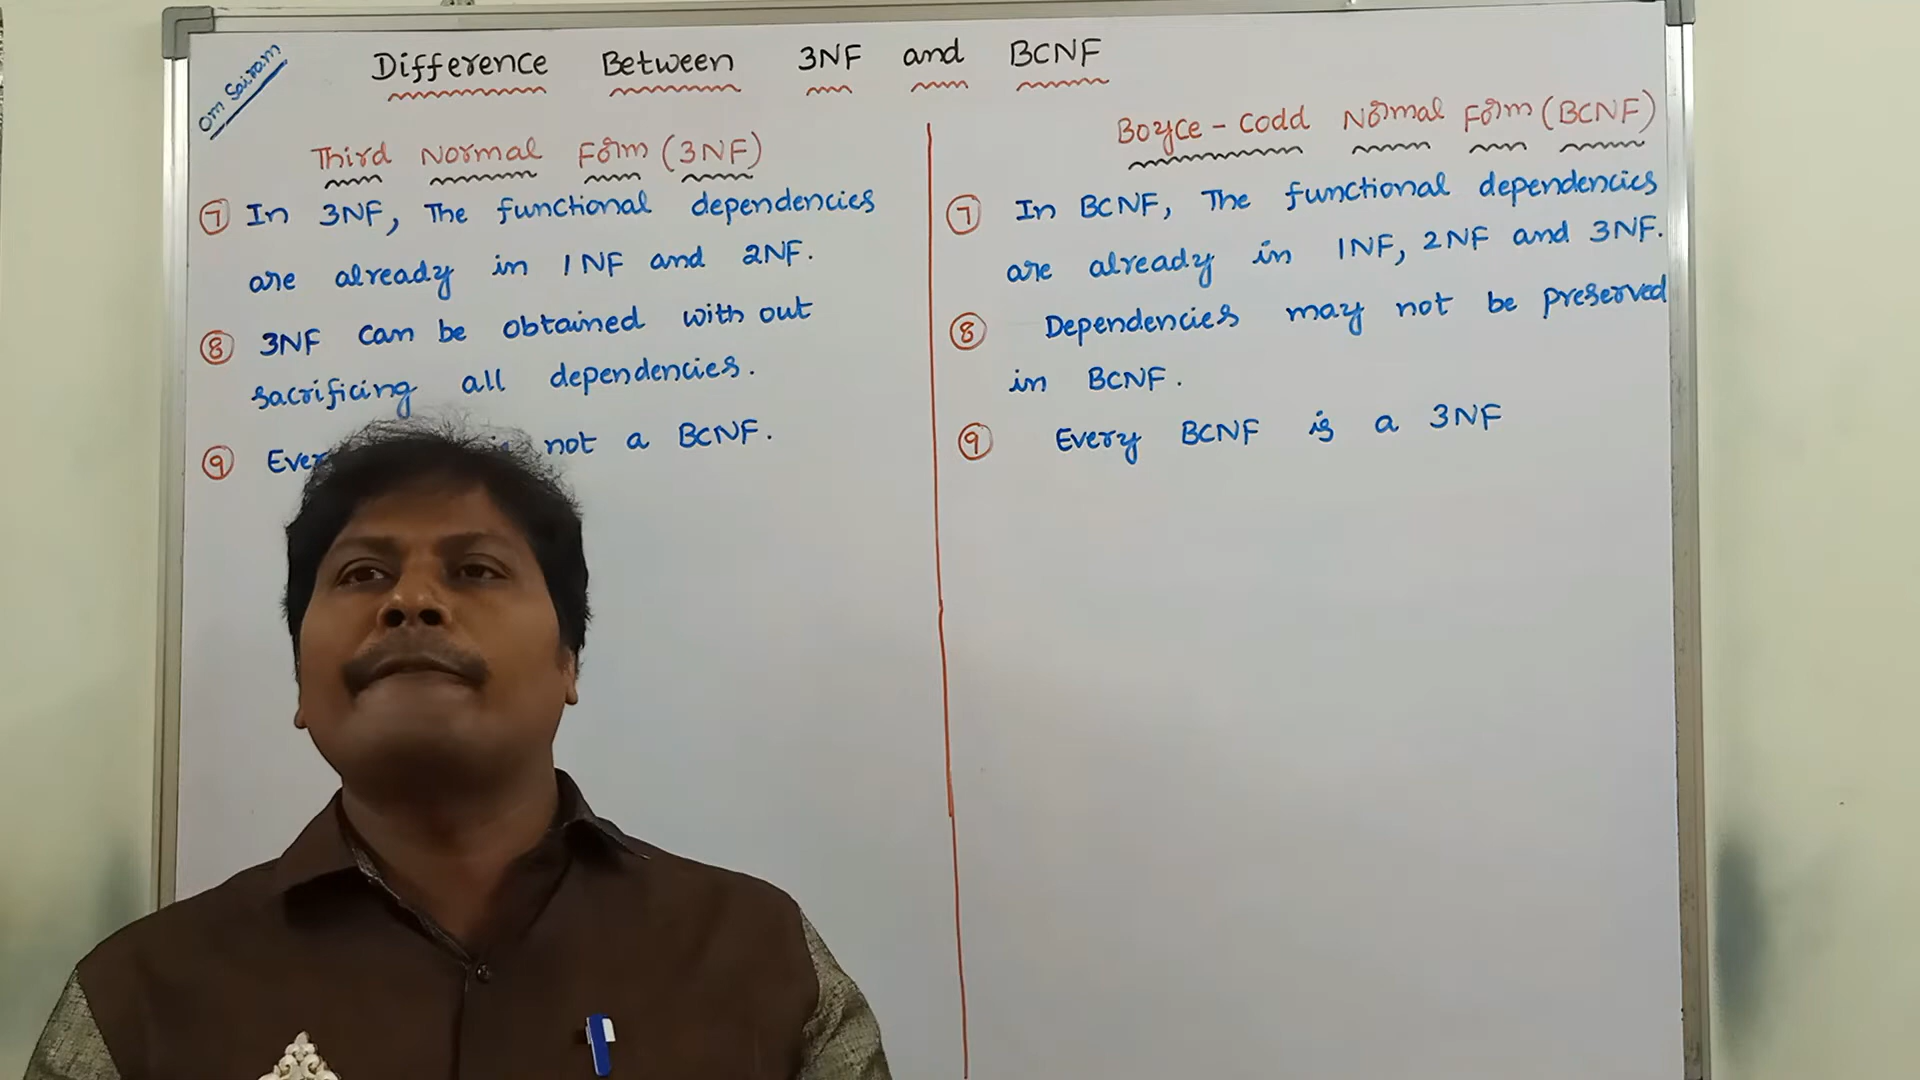 Om Sairam
Difference Between 3NF and BCNF
Third Normal Form (3NF)
7 In 3NF, The functional dependencies
are already in 1NF and 2NF.
8 3NF can be obtained with out
sacrificing all dependencies.
9 not a BCNF.
Boyce-Codd Normal Form (BCNF)
7 In BCNF, The functional dependencies
are already in 1NF, 2NF and 3NF.
8 Dependencies may not be preserved
in BCNF.
9 Every BCNF is a 3NF